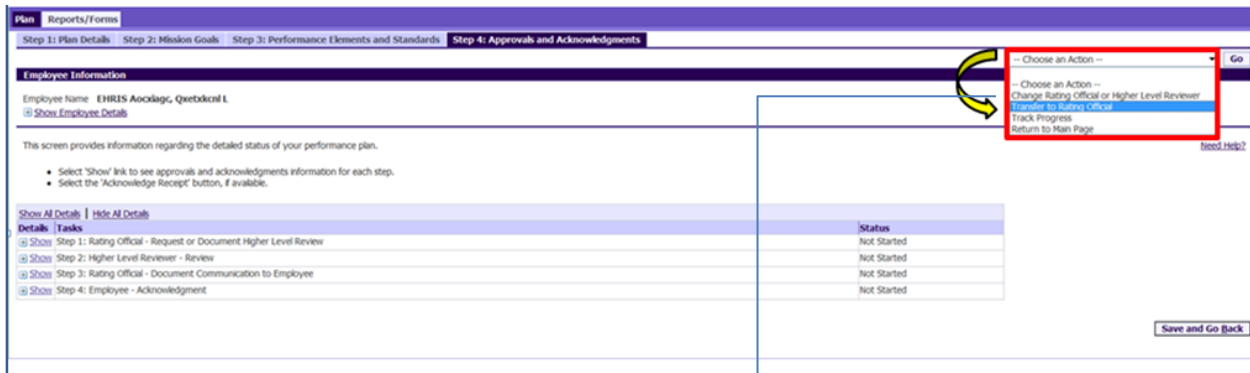 Plan Reports/Forms
Step 1: Plan Details Step 2: Mission Goals Step 3: Performance Elements and Standards Step 4: Approvals and Acknowledgments
-- Choose an Action -- Go
Employee Information
-- Choose an Action --
Change Rating Official or Higher Level Reviewer
Transfer to Rating Official
Track Progress
Return to Main Page
Employee Name EHRIS Aocxiagc, Qxetxkcnl L
Show Employee Details
This screen provides information regarding the detailed status of your performance plan. Need Help?
• Select 'Show' link to see approvals and acknowledgments information for each step.
• Select the 'Acknowledge Receipt' button, if available.
Show All Details | Hide All Details
Details Tasks Status
Show Step 1: Rating Official - Request or Document Higher Level Review Not Started
Show Step 2: Higher Level Reviewer - Review Not Started
Show Step 3: Rating Official - Document Communication to Employee Not Started
Show Step 4: Employee - Acknowledgment Not Started
Save and Go Back